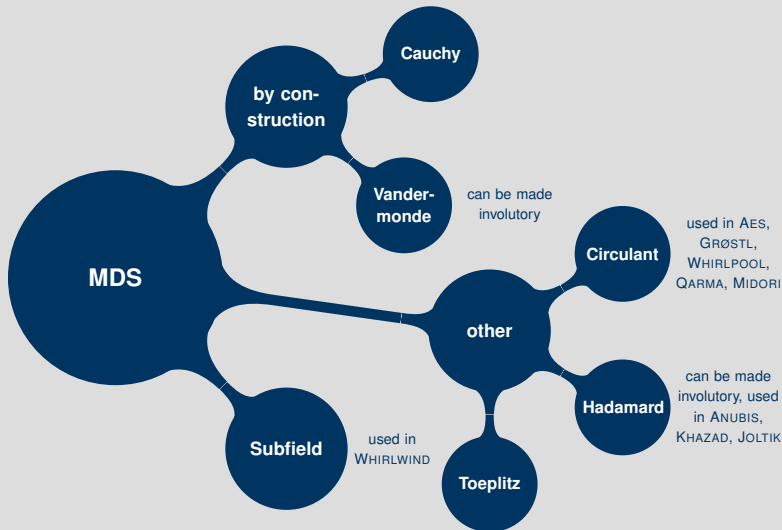 Cauchy
by con-
struction
Vander-
monde
can be made
involutory
MDS
Circulant
used in AES,
GRØSTL,
WHIRLPOOL,
QARMA, MIDORI
other
Hadamard
can be made
involutory, used
in ANUBIS,
KHAZAD, JOLTIK
Subfield
used in
WHIRLWIND
Toeplitz